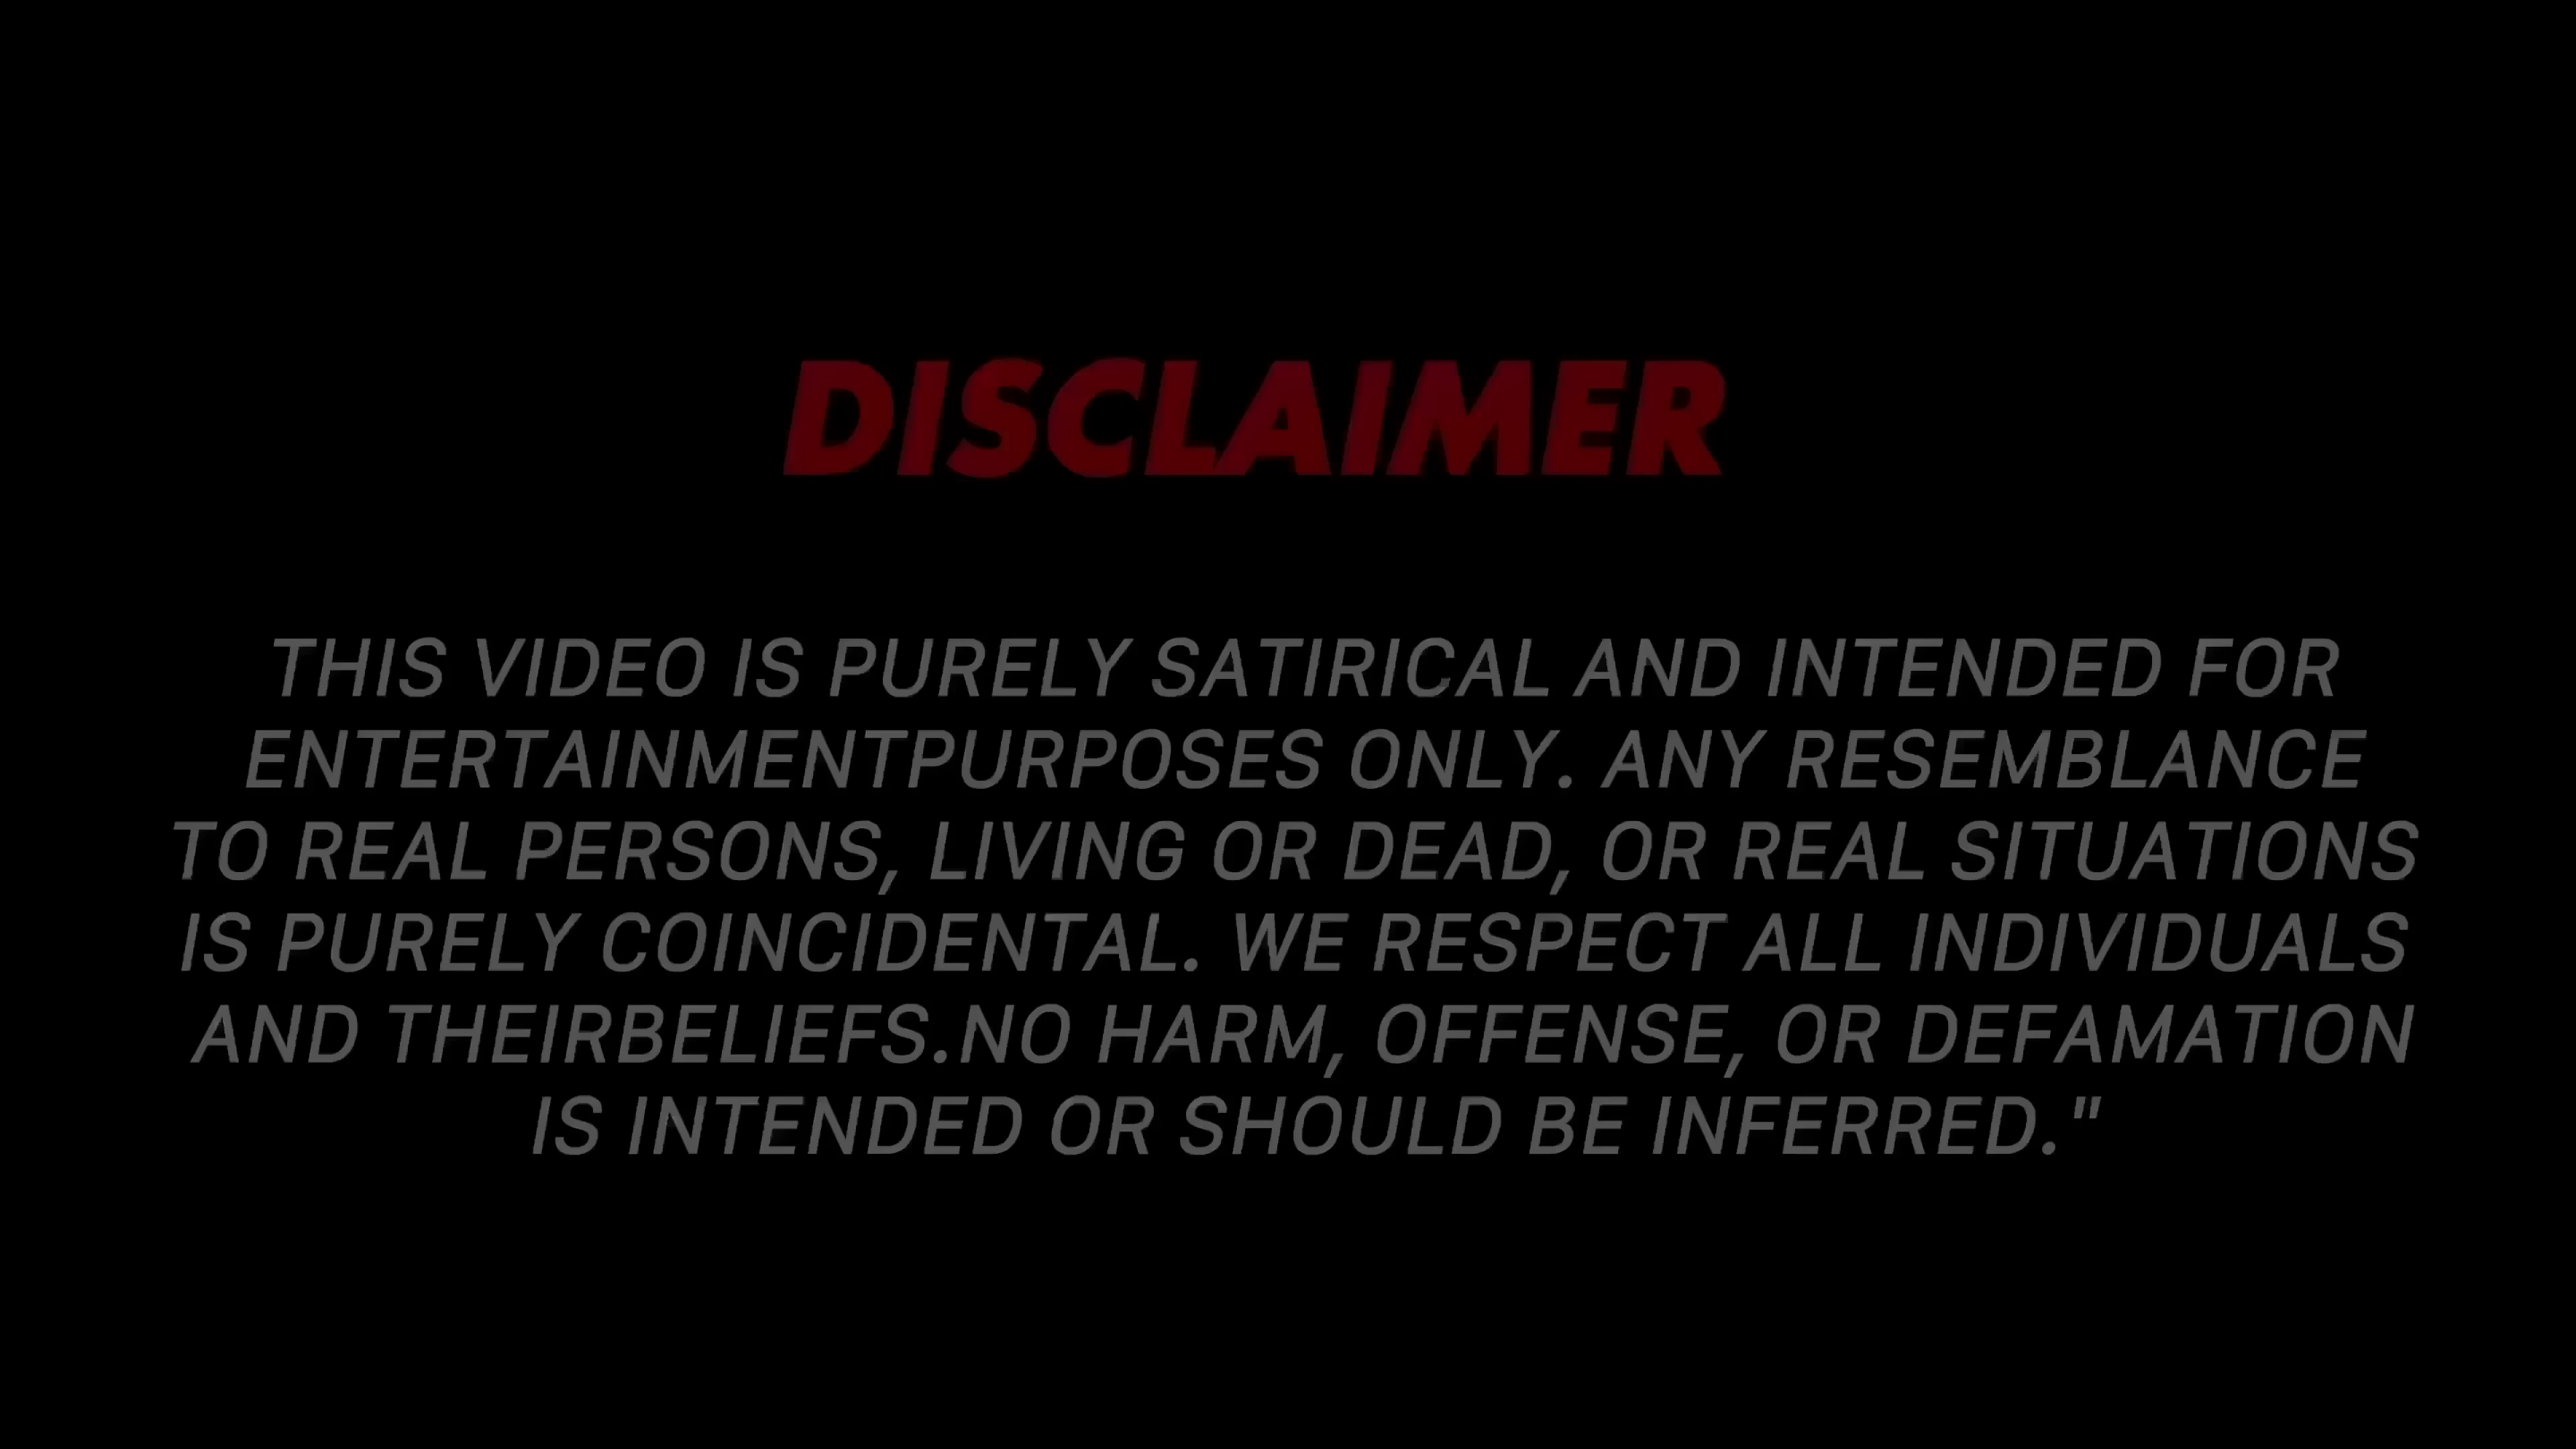 DISCLAIMER
THIS VIDEO IS PURELY SATIRICAL AND INTENDED FOR
ENTERTAINMENTPURPOSES ONLY. ANY RESEMBLANCE
TO REAL PERSONS, LIVING OR DEAD, OR REAL SITUATIONS
IS PURELY COINCIDENTAL. WE RESPECT ALL INDIVIDUALS
AND THEIRBELIEFS.NO HARM, OFFENSE, OR DEFAMATION
IS INTENDED OR SHOULD BE INFERRED."